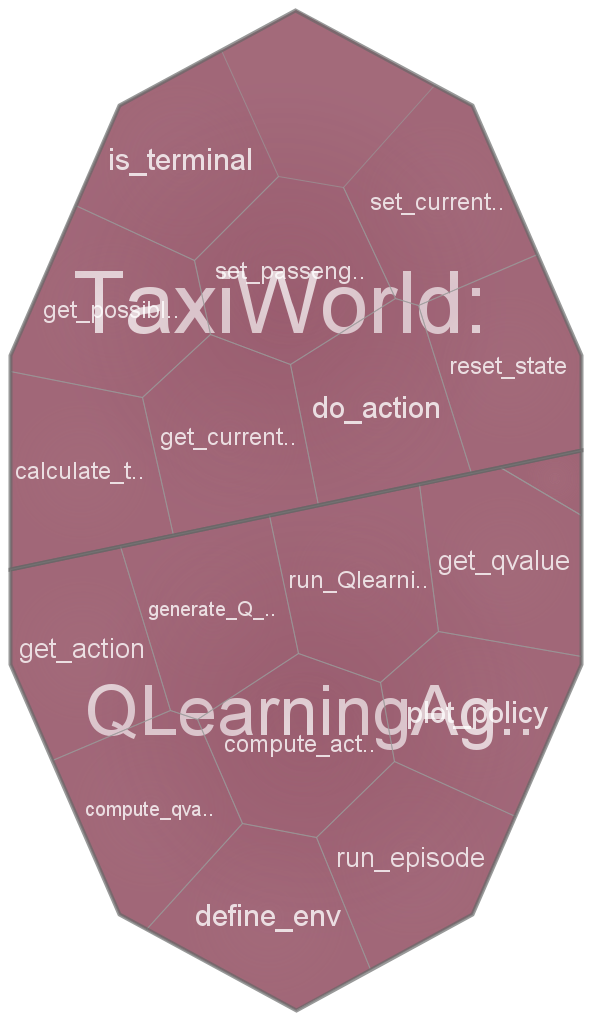 is_terminal
set_current..
set_passeng..
TaxiWorld:
get_possibl..
reset_state
do_action
get_current..
calculate_t..
get_qvalue
run_Qlearni..
generate_Q_..
get_action
QLearningAg..
plot_policy
compute_act..
compute_qva..
run_episode
define_env